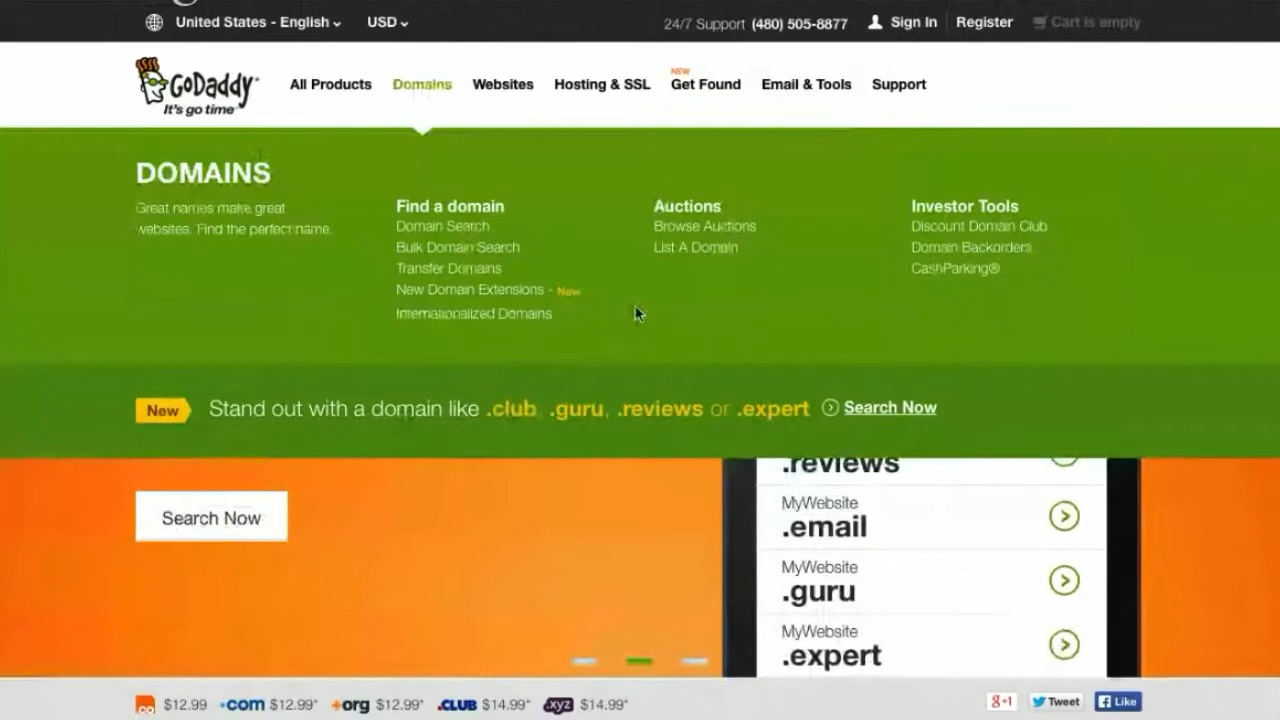 United States - English USD 24/7 Support (480) 505-8877 Sign In Register Cart is empty
GoDaddy
It's go time
NEW
All Products Domains Websites Hosting & SSL Get Found Email & Tools Support
DOMAINS
Great names make great
websites. Find the perfect name.
Find a domain
Domain Search
Bulk Domain Search
Transfer Domains
New Domain Extensions - New
Internationalized Domains
Auctions
Browse Auctions
List A Domain
Investor Tools
Discount Domain Club
Domain Backorders
CashParking®
New Stand out with a domain like .club, .guru, .reviews or .expert Search Now
Search Now
.reviews
MyWebsite
.email
MyWebsite
.guru
MyWebsite
.expert
.co $12.99 .com $12.99* .org $12.99* .CLUB $14.99* .xyz $14.99*
g+1 Tweet Like